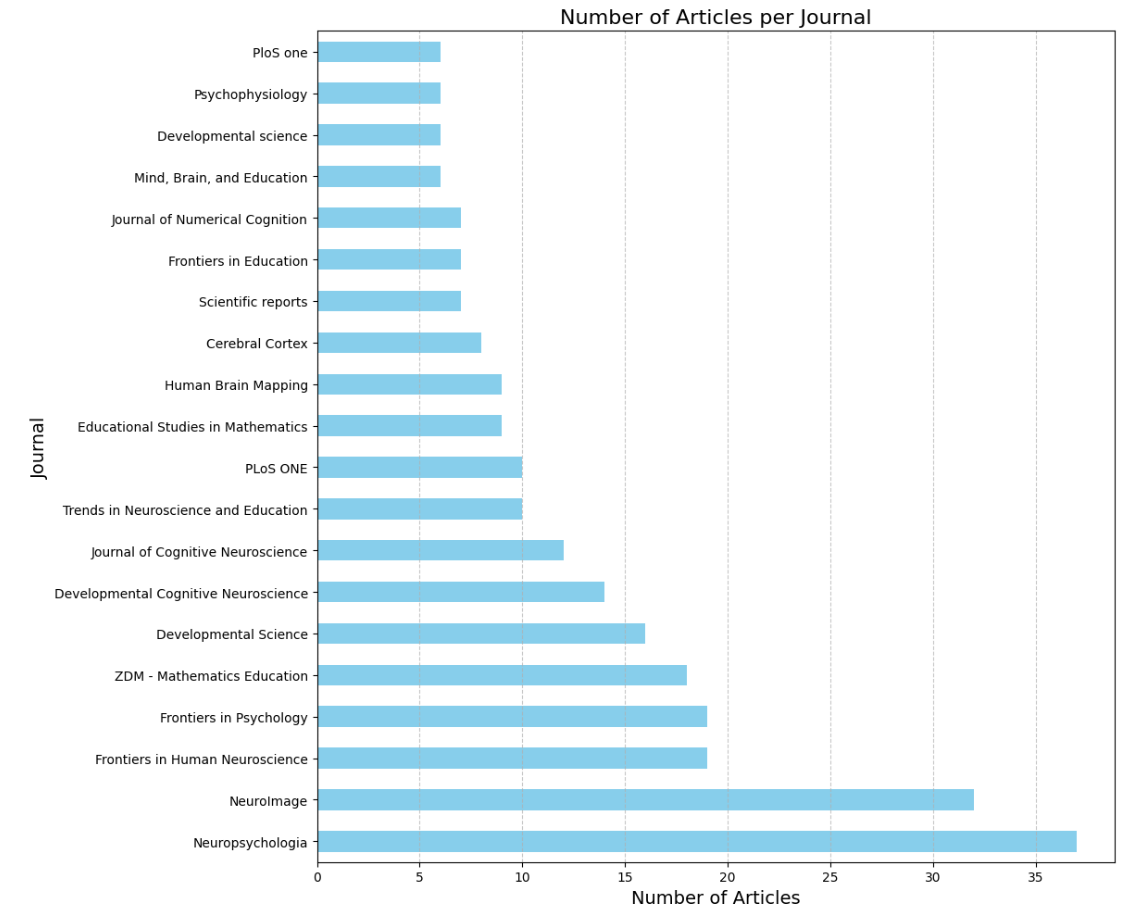 Number of Articles per Journal
PloS one
Psychophysiology
Developmental science
Mind, Brain, and Education
Journal of Numerical Cognition
Frontiers in Education
Scientific reports
Cerebral Cortex
Human Brain Mapping
Educational Studies in Mathematics
PLoS ONE
Trends in Neuroscience and Education
Journal of Cognitive Neuroscience
Developmental Cognitive Neuroscience
Developmental Science
ZDM - Mathematics Education
Frontiers in Psychology
Frontiers in Human Neuroscience
NeuroImage
Neuropsychologia
Journal
0 5 10 15 20 25 30 35
Number of Articles